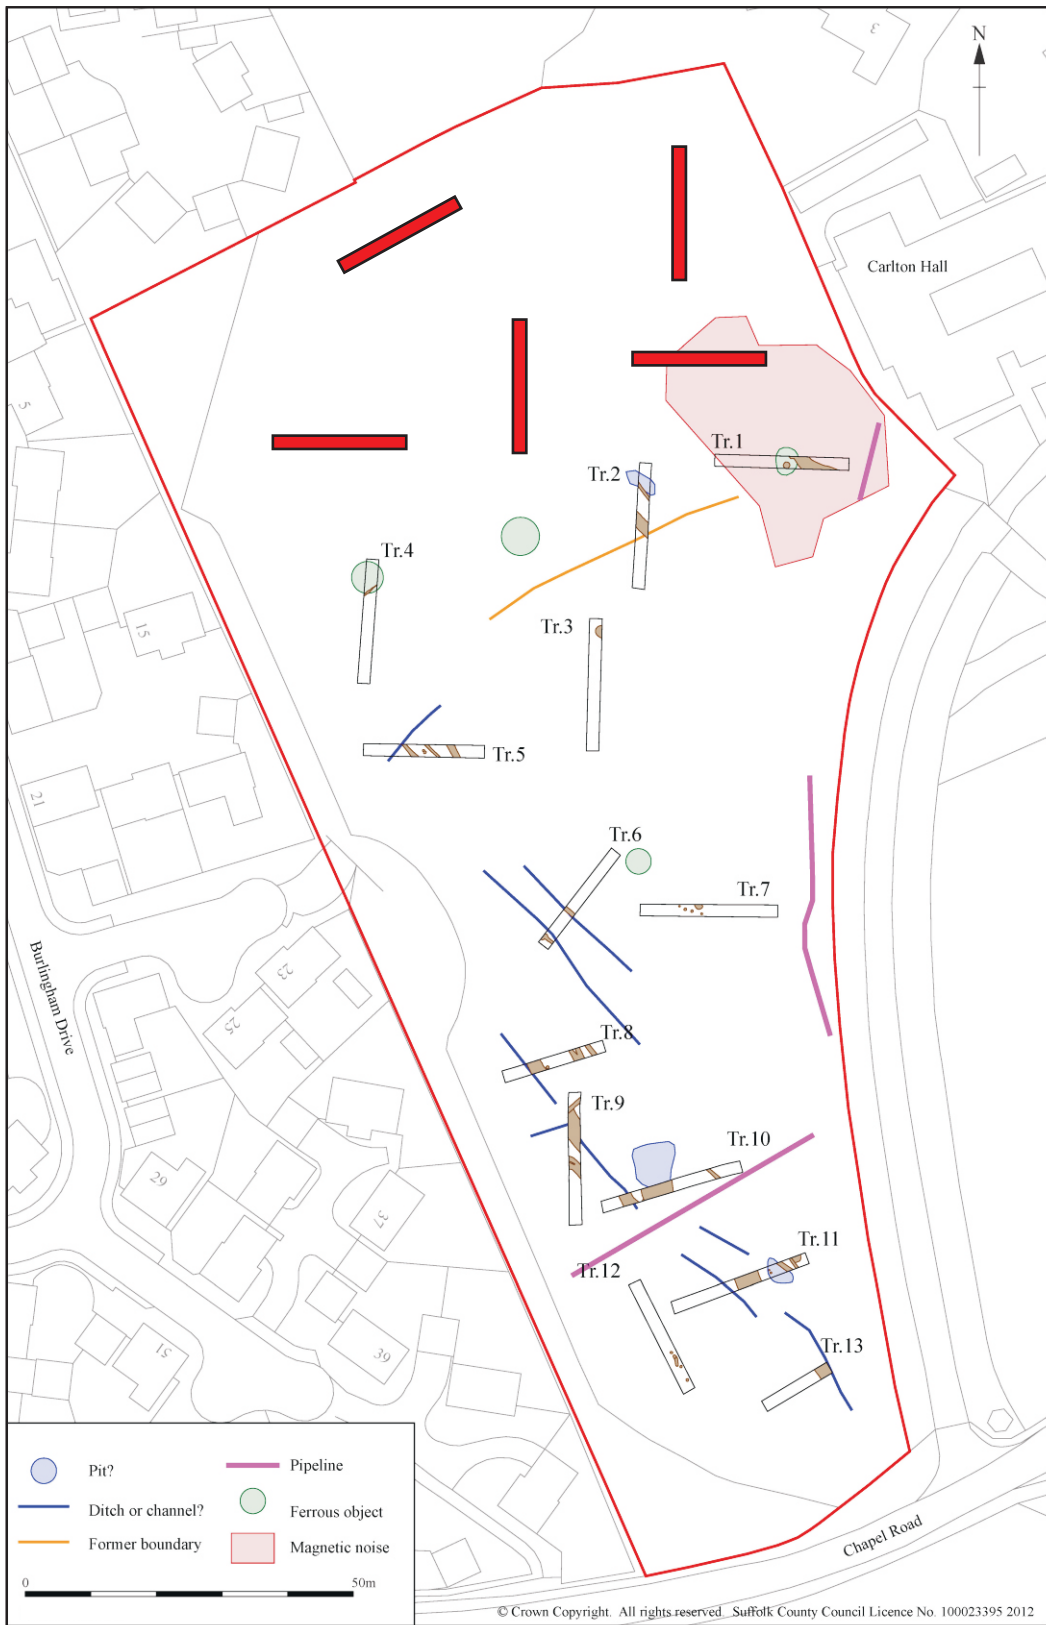 3
N
Carlton Hall
5
Tr.1
Tr.2
Tr.4
Tr.3
15
Tr.5
21
Tr.6
Tr.7
Burlingham Drive
23
25
Tr.8
Tr.9
Tr.10
29
37
Tr.11
Tr.12
39
51
Tr.13
Pit?
Pipeline
Ditch or channel?
Ferrous object
Former boundary
Magnetic noise
0 50m
Chapel Road
© Crown Copyright. All rights reserved. Suffolk County Council Licence No. 100023395 2012